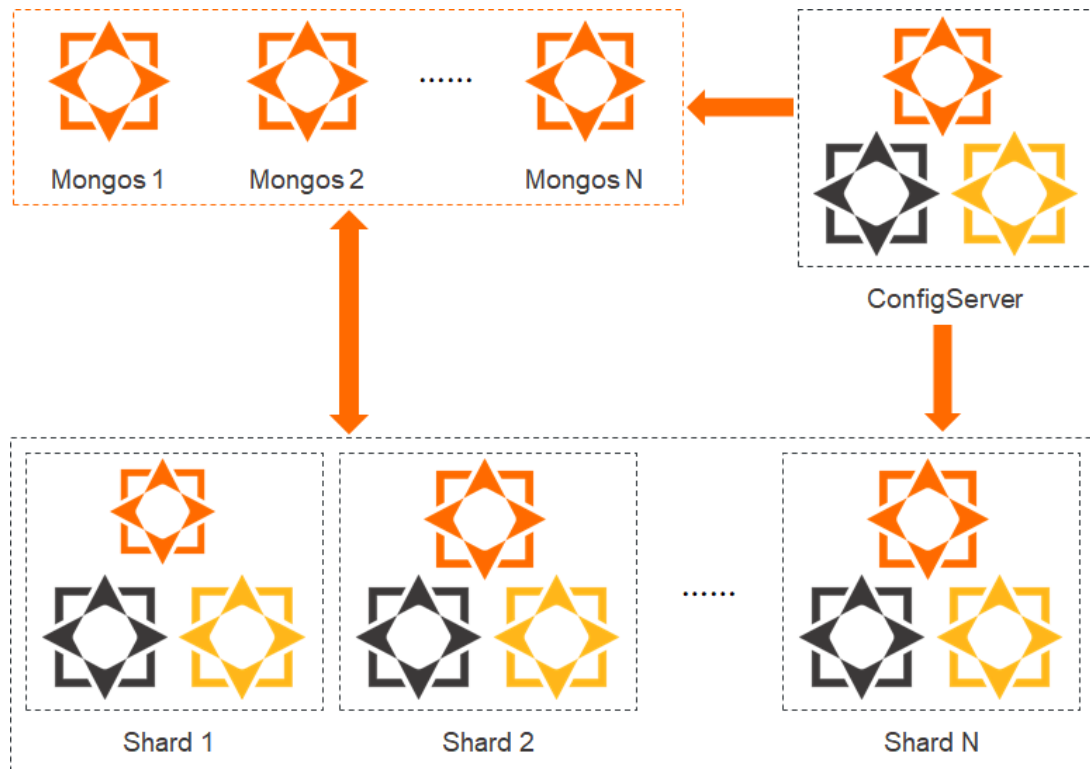 ......
Mongos 1
Mongos 2
Mongos N
ConfigServer
......
Shard 1
Shard 2
Shard N